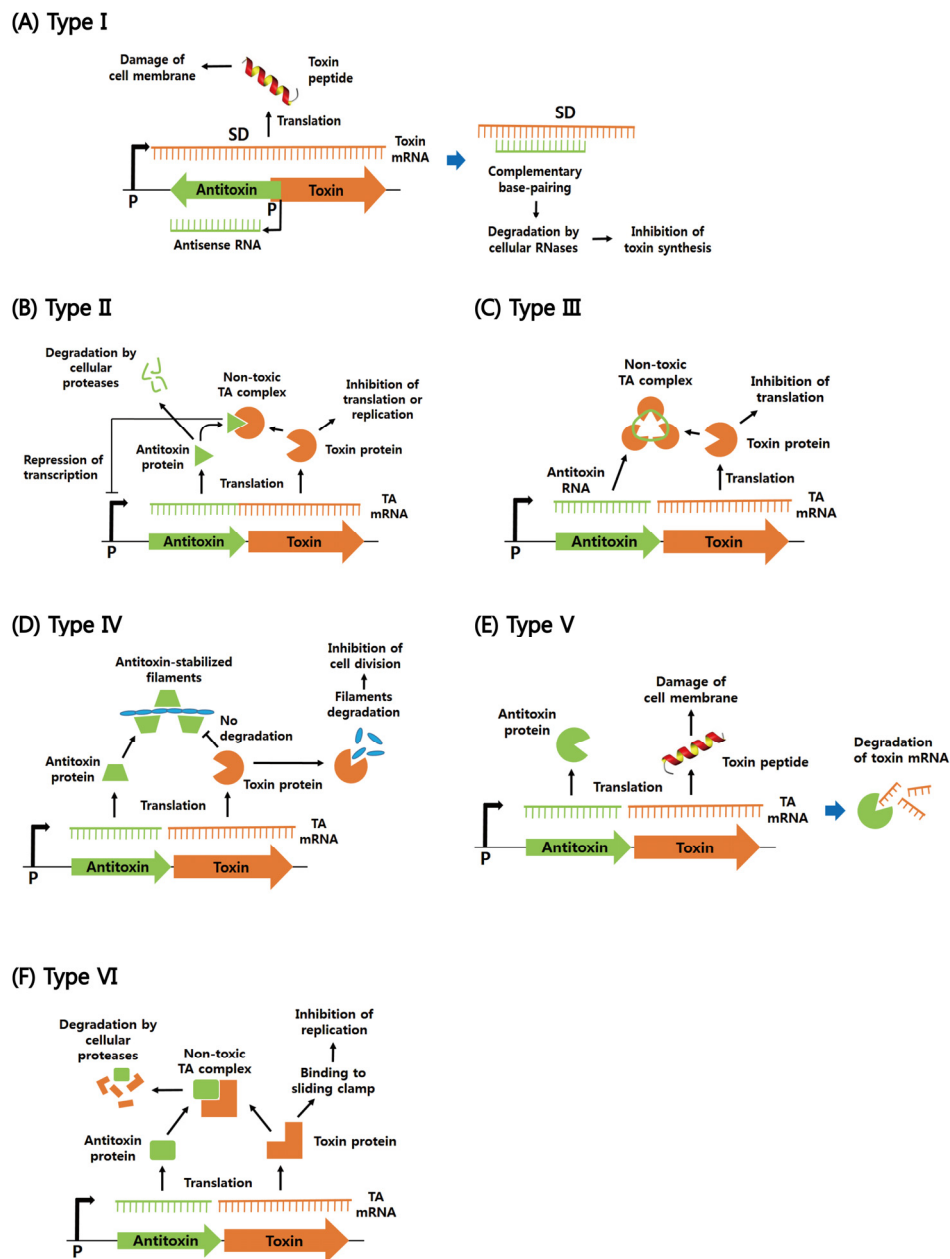 (A) Type Ⅰ
Damage of
cell membrane
Toxin
peptide
Translation
SD
Toxin
mRNA
P
Antitoxin
Toxin
P
Antisense RNA
SD
Complementary
base-pairing
Degradation by
cellular RNases
Inhibition of
toxin synthesis
(B) Type Ⅱ
Degradation by
cellular
proteases
Non-toxic
TA complex
Inhibition of
translation or
replication
Antitoxin
protein
Toxin protein
Repression of
transcription
Translation
TA
mRNA
P
Antitoxin
Toxin
(C) Type Ⅲ
Non-toxic
TA complex
Inhibition of
translation
Toxin protein
Antitoxin
RNA
Translation
TA
mRNA
P
Antitoxin
Toxin
(D) Type Ⅳ
Antitoxin-stabilized
filaments
Inhibition of
cell division
Filaments
degradation
No
degradation
Antitoxin
protein
Toxin protein
Translation
TA
mRNA
P
Antitoxin
Toxin
(E) Type Ⅴ
Antitoxin
protein
Damage of
cell membrane
Toxin peptide
Translation
TA
mRNA
P
Antitoxin
Toxin
Degradation
of toxin mRNA
(F) Type Ⅵ
Degradation by
cellular
proteases
Non-toxic
TA complex
Inhibition of
replication
Binding to
sliding clamp
Antitoxin
protein
Toxin protein
Translation
TA
mRNA
P
Antitoxin
Toxin